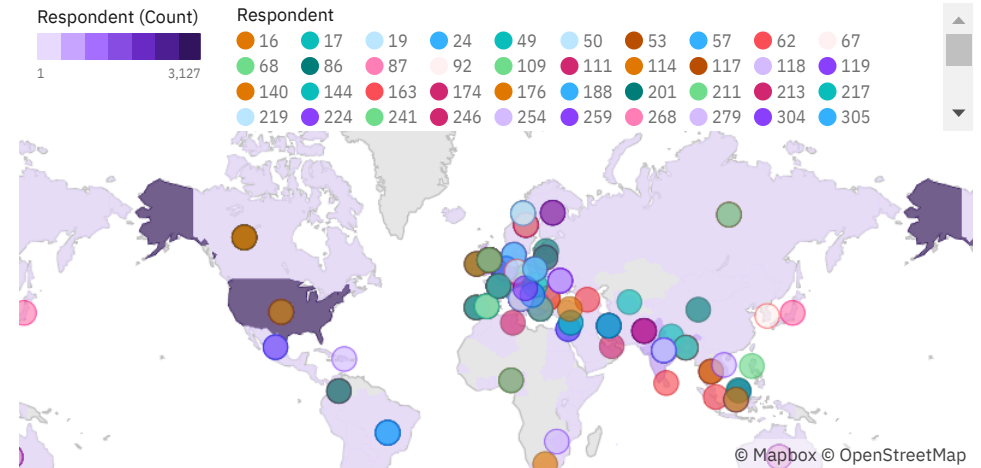 Respondent (Count)
1 3,127
Respondent
16 17 19 24 49 50 53 57 62 67
68 86 87 92 109 111 114 117 118 119
140 144 163 174 176 188 201 211 213 217
219 224 241 246 254 259 268 279 304 305
© Mapbox © OpenStreetMap